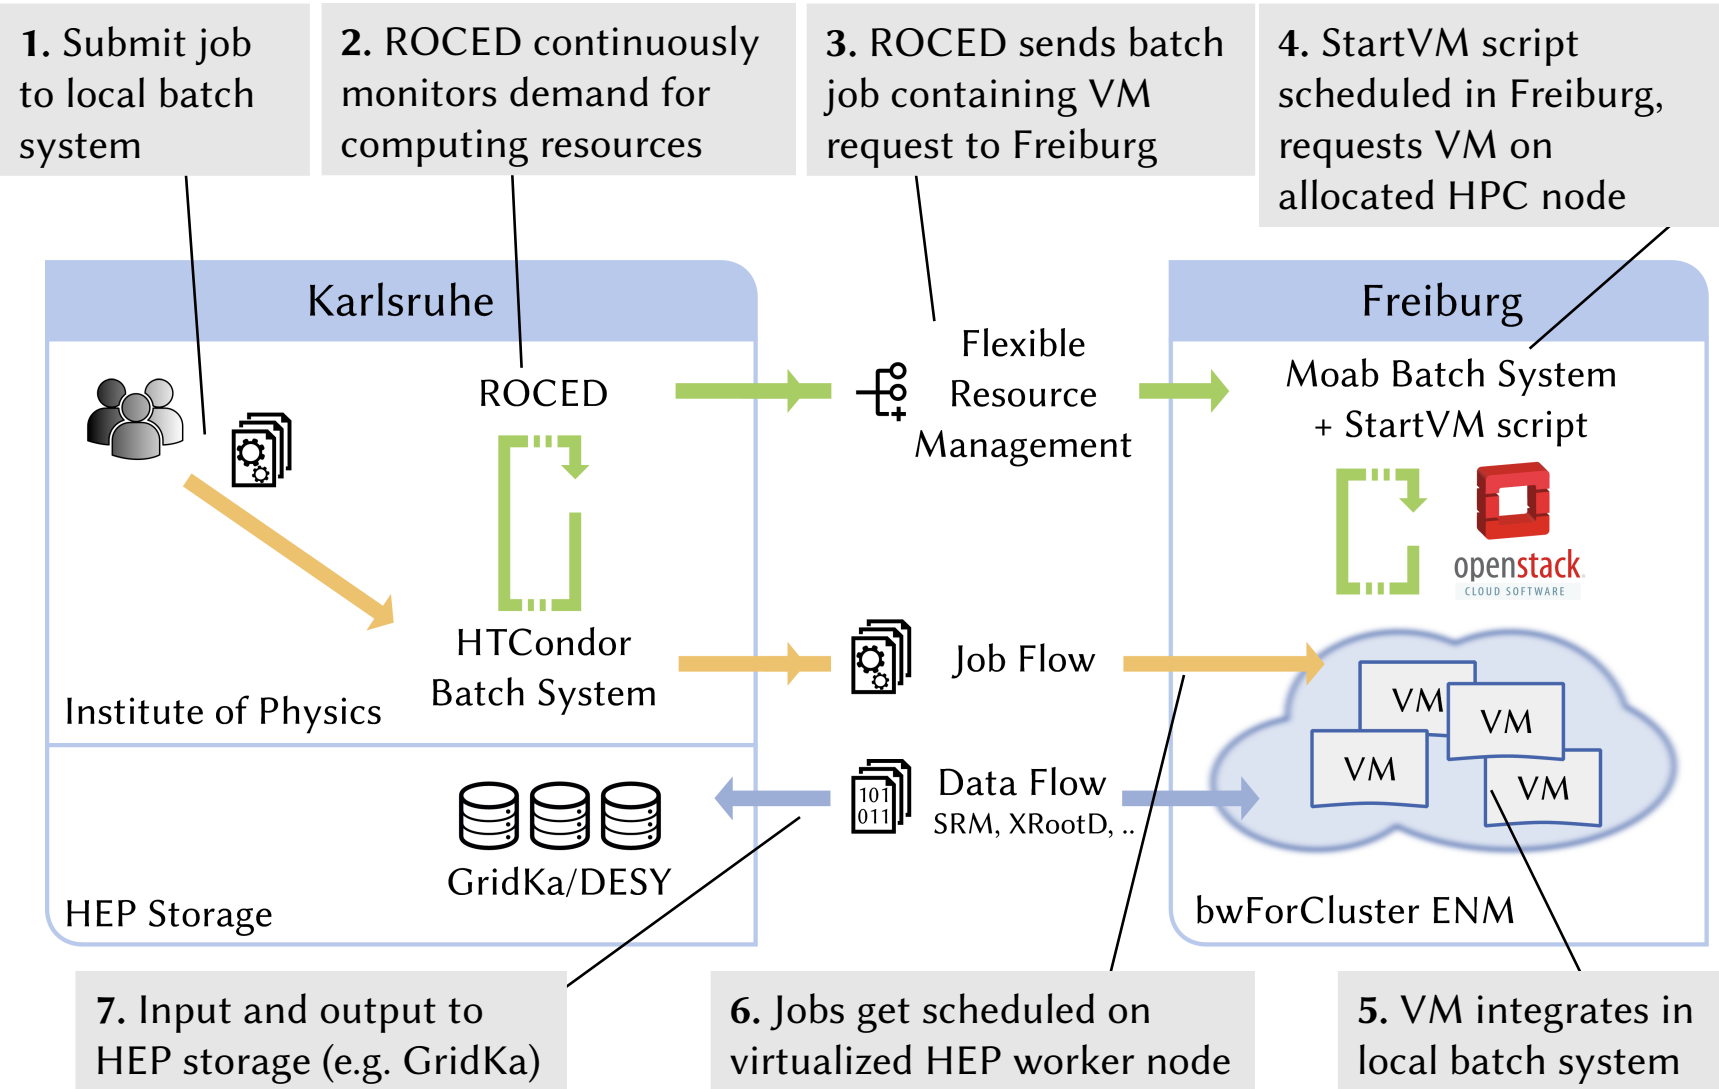 1. Submit job
to local batch
system
2. ROCED continuously
monitors demand for
computing resources
3. ROCED sends batch
job containing VM
request to Freiburg
4. StartVM script
scheduled in Freiburg,
requests VM on
allocated HPC node
Karlsruhe
Freiburg
ROCED
Flexible
Resource
Management
Moab Batch System
+ StartVM script
openstack
CLOUD SOFTWARE
HTCondor
Batch System
Institute of Physics
Job Flow
VM
VM
VM
VM
101
011
Data Flow
SRM, XRootD, ..
GridKa/DESY
HEP Storage
bwForCluster ENM
7. Input and output to
HEP storage (e.g. GridKa)
6. Jobs get scheduled on
virtualized HEP worker node
5. VM integrates in
local batch system